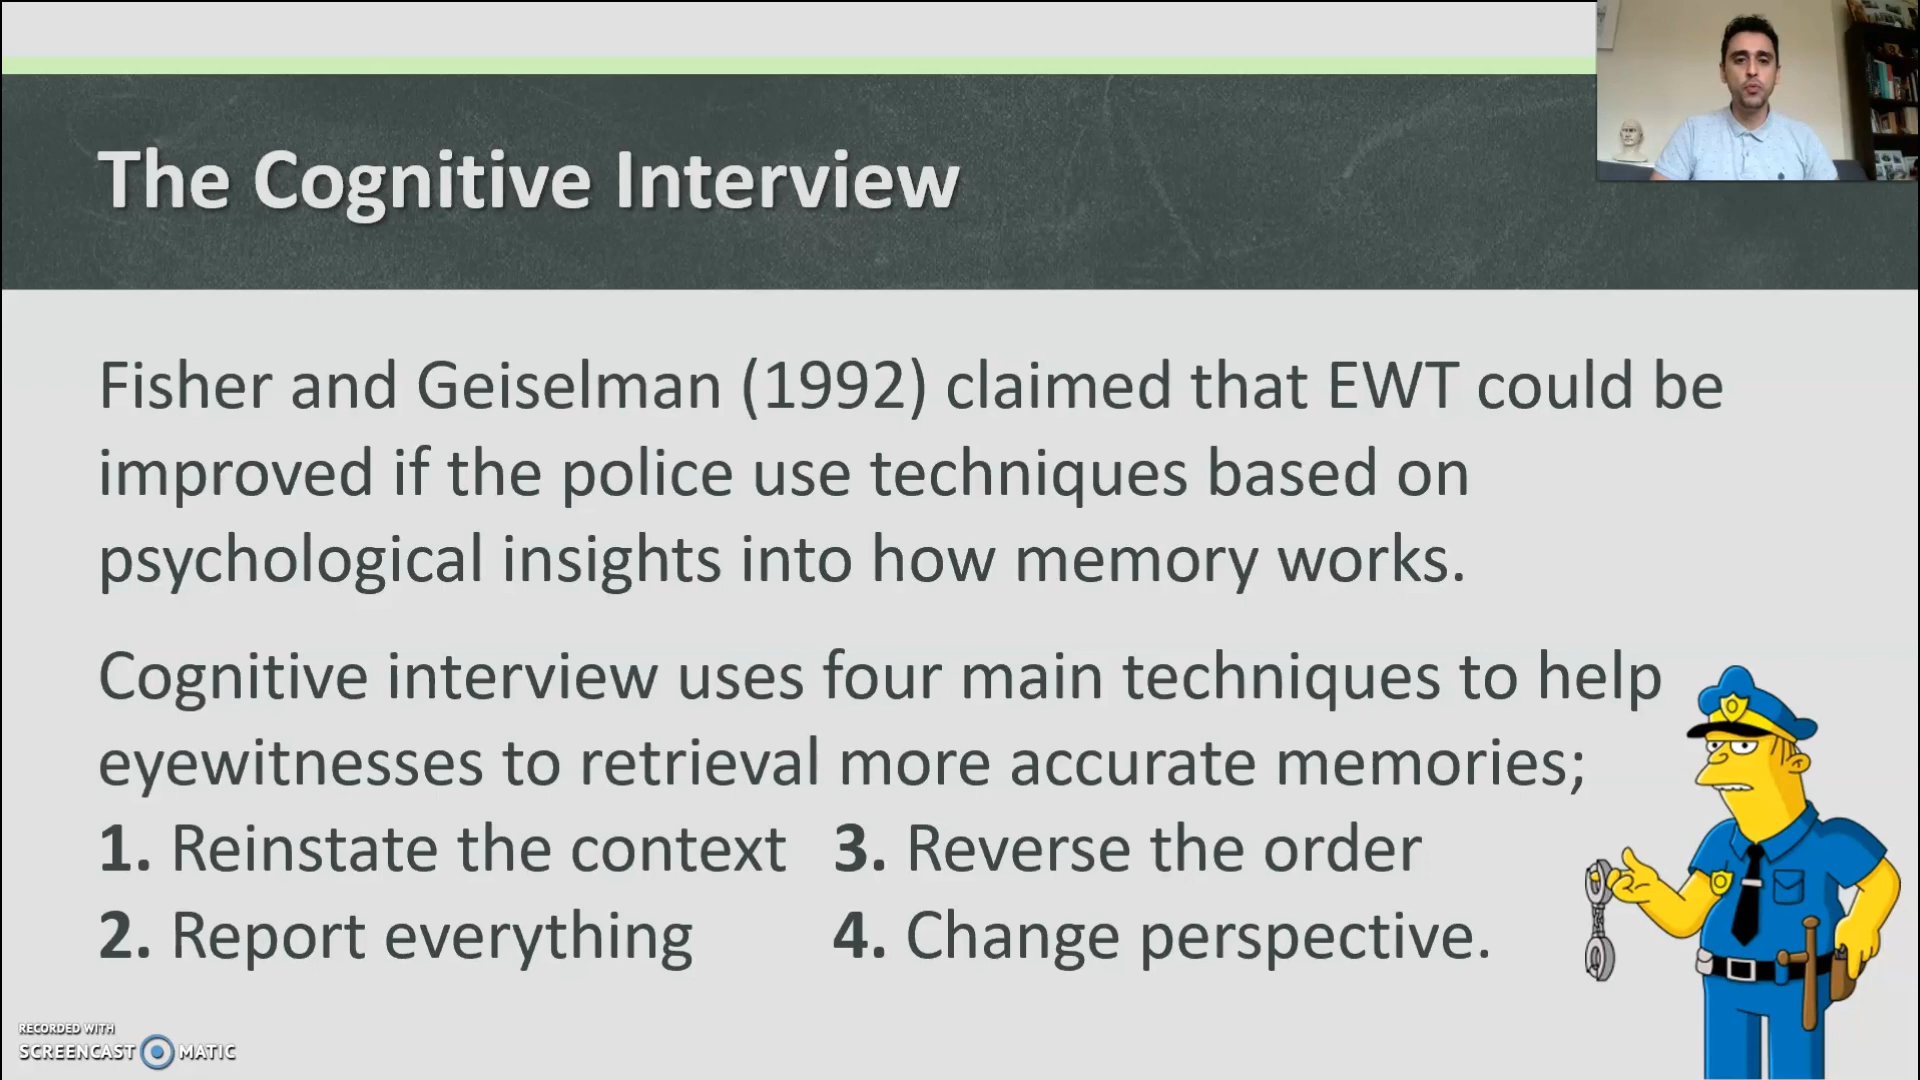 The Cognitive Interview
Fisher and Geiselman (1992) claimed that EWT could be
improved if the police use techniques based on
psychological insights into how memory works.
Cognitive interview uses four main techniques to help
eyewitnesses to retrieval more accurate memories;
1. Reinstate the context 3. Reverse the order
2. Report everything 4. Change perspective.
RECORDED WITH
SCREENCAST MATIC